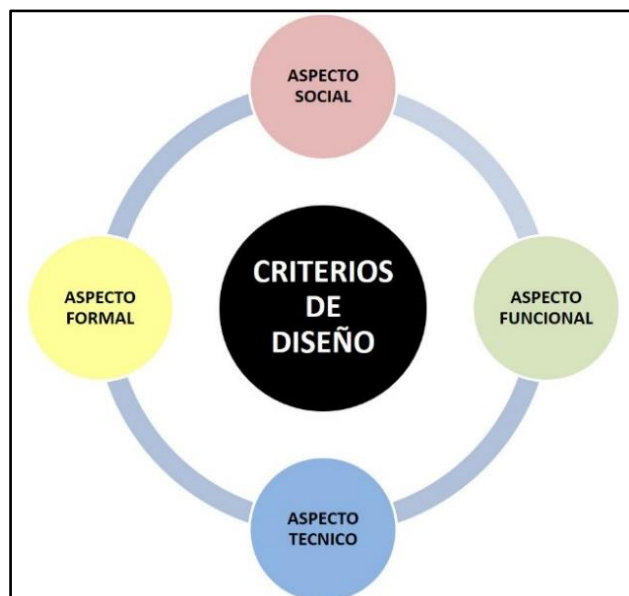 ASPECTO
SOCIAL
ASPECTO
FORMAL
CRITERIOS
DE
DISEÑO
ASPECTO
FUNCIONAL
ASPECTO
TECNICO